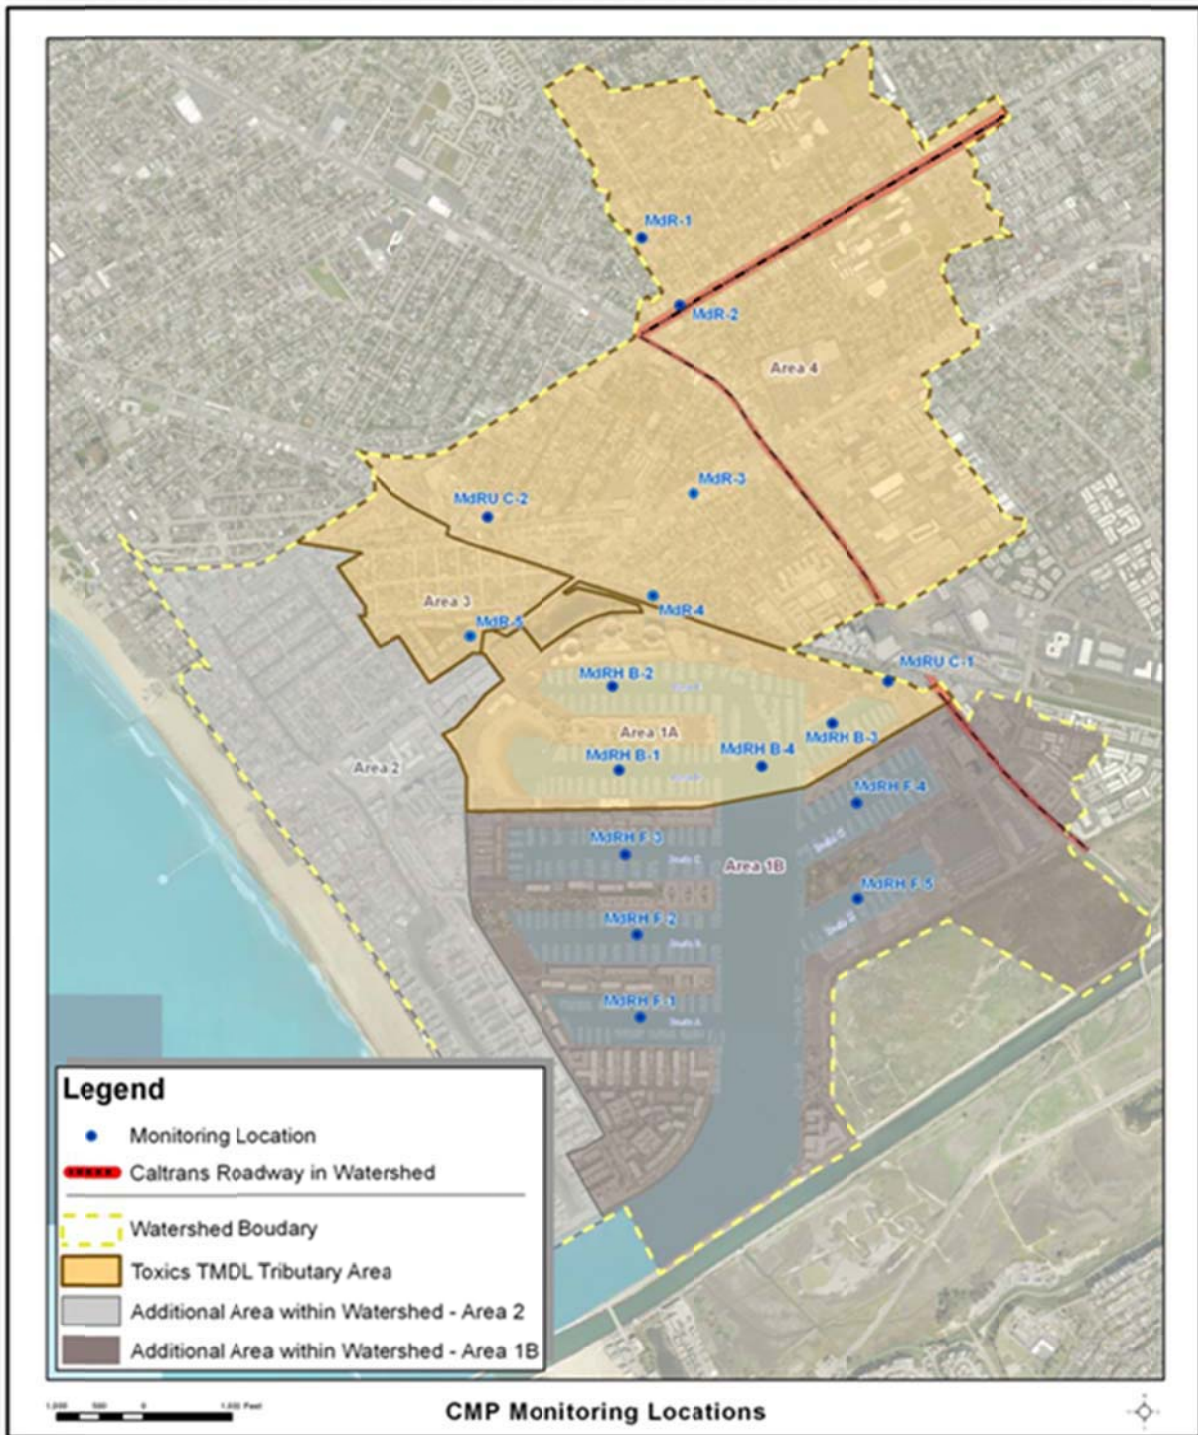 MdR-1
MdR-2
Area 4
MdR-3
MdRU C-2
Area 3
MdR-4
MdR-5
MdRU C-1
MdRH B-2
Area 1A
MdRH B-3
MdRH B-4
MdRH B-1
Area 2
MdRH F-4
MdRH F-3
Area 1B
MdRH F-5
MdRH F-2
MdRH F-1
Legend
Monitoring Location
Caltrans Roadway in Watershed
Watershed Boudary
Toxics TMDL Tributary Area
Additional Area within Watershed - Area 2
Additional Area within Watershed - Area 1B
CMP Monitoring Locations